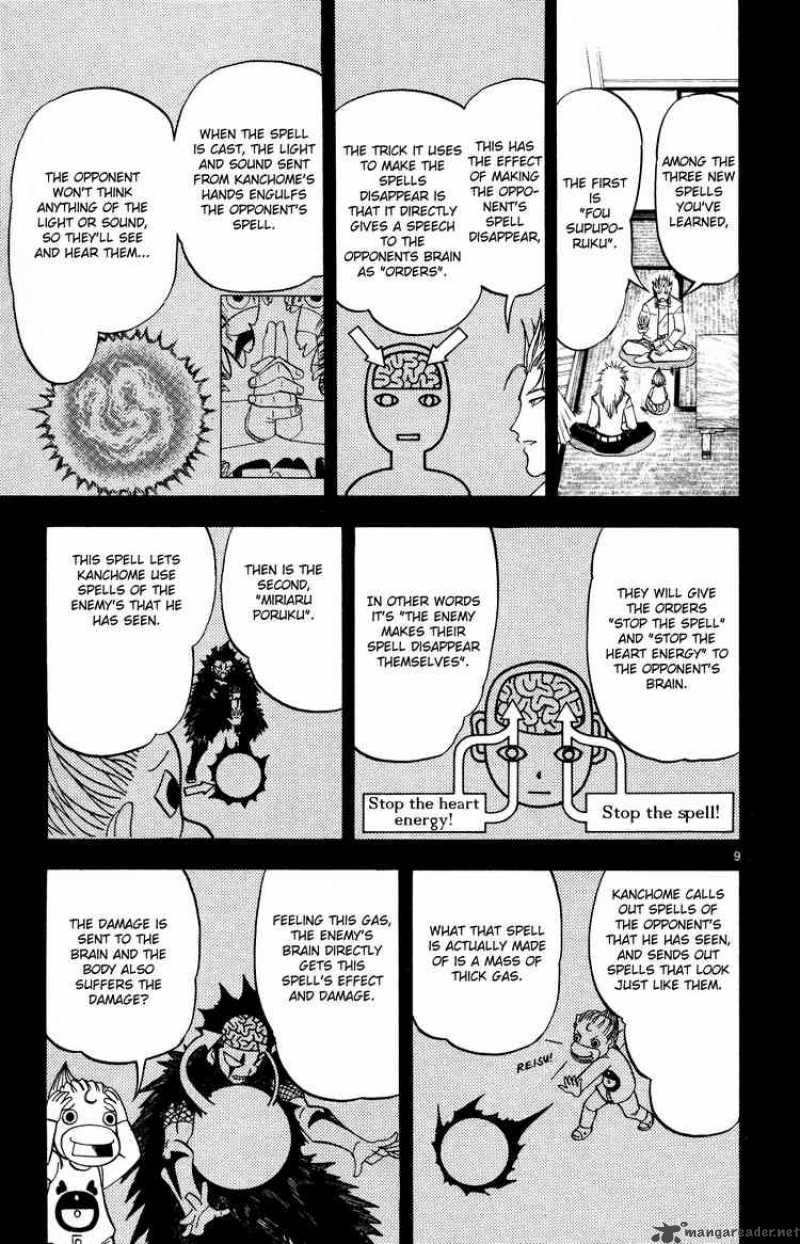 AMONG THE
THREE NEW
SPELLS
YOU'VE
LEARNED,
THE FIRST
IS
"FOU
SUPUPO-
RUKU".
THIS HAS
THE EFFECT
OF MAKING
THE OPPO-
NENT'S
SPELL
DISAPPEAR,
THE TRICK IT USES
TO MAKE THE
SPELLS
DISAPPEAR IS
THAT IT DIRECTLY
GIVES A SPEECH
TO THE
OPPONENTS BRAIN
AS "ORDERS".
WHEN THE SPELL
IS CAST, THE LIGHT
AND SOUND SENT
FROM KANCHOME'S
HANDS ENGULFS
THE OPPONENT'S
SPELL.
THE OPPONENT
WON'T THINK
ANYTHING OF THE
LIGHT OR SOUND,
SO THEY'LL SEE
AND HEAR THEM...
THEY WILL GIVE
THE ORDERS
"STOP THE SPELL"
AND "STOP THE
HEART ENERGY" TO
THE OPPONENT'S
BRAIN.
IN OTHER WORDS
IT'S "THE ENEMY
MAKES THEIR
SPELL DISAPPEAR
THEMSELVES".
Stop the heart
energy!
Stop the spell!
THEN IS THE
SECOND,
"MIRIARU
PORUKU".
THIS SPELL LETS
KANCHOME USE
SPELLS OF THE
ENEMY'S THAT HE
HAS SEEN.
9
KANCHOME CALLS
OUT SPELLS OF
THE OPPONENT'S
THAT HE HAS SEEN,
AND SENDS OUT
SPELLS THAT LOOK
JUST LIKE THEM.
WHAT THAT SPELL
IS ACTUALLY MADE
OF IS A MASS OF
THICK GAS.
REISU!
FEELING THIS GAS,
THE ENEMY'S
BRAIN DIRECTLY
GETS THIS
SPELL'S EFFECT
AND DAMAGE.
THE DAMAGE IS
SENT TO THE
BRAIN AND THE
BODY ALSO
SUFFERS THE
DAMAGE?
mangareader.net